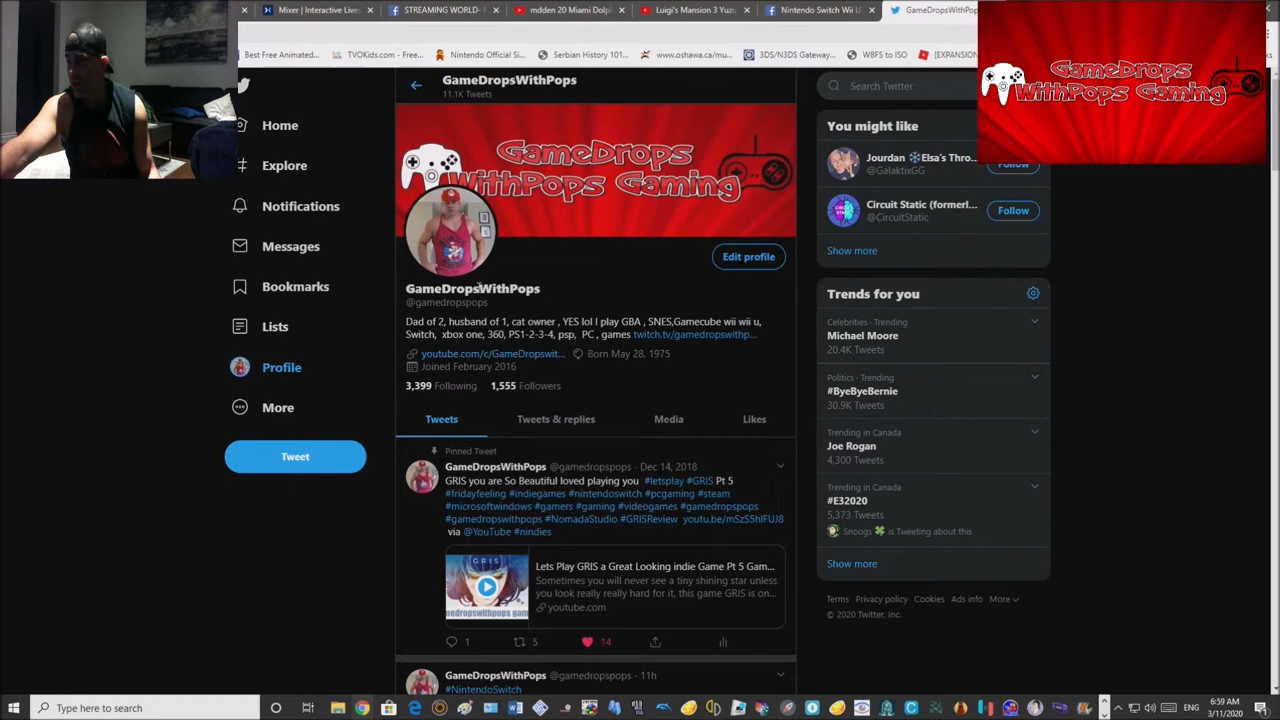 Mixer | Interactive Lives
STREAMING WORLD-
mdden 20 Miami Dolph
Luigi's Mansion 3 Yuzu
Nintendo Switch Wii U
GameDropsWithPops
Best Free Animated...
TVOKids.com - Free...
Nintendo Official Si...
Serbian History 101...
www.oshawa.ca/mu...
3DS/N3DS Gateway...
WBFS to ISO
[EXPANSION
GameDrops
WithPops Gaming
GameDropsWithPops
11.1K Tweets
Search Twitter
Home
Explore
Notifications
Messages
Bookmarks
Lists
Profile
More
Tweet
GameDrops
WithPops Gaming
Edit profile
GameDropsWithPops
@gamedropspops
Dad of 2, husband of 1, cat owner , YES lol I play GBA , SNES,Gamecube wii wii u,
Switch, xbox one, 360, PS1-2-3-4, psp, PC , games twitch.tv/gamedropswithp...
youtube.com/c/GameDropswit... Born May 28, 1975
Joined February 2016
3,399 Following 1,555 Followers
Tweets Tweets & replies Media Likes
Pinned Tweet
GameDropsWithPops @gamedropspops · Dec 14, 2018
GRIS you are So Beautiful loved playing you #letsplay #GRIS Pt 5
#fridayfeeling #indiegames #nintendoswitch #pcgaming #steam
#microsoftwindows #gamers #gaming #videogames #gamedropspops
#gamedropswithpops #NomadaStudio #GRISReview youtu.be/mSzS5hIFUJ8
via @YouTube #nindies
GRIS
medropswithpops gam
Lets Play GRIS a Great Looking indie Game Pt 5 Gam...
Sometimes you will never see a tiny shining star unless
you look really really hard for it, this game GRIS is on...
youtube.com
1 5 14
GameDropsWithPops @gamedropspops · 11h
#NintendoSwitch
You might like
Jourdan Elsa's Thro...
@GalaktixGG
Follow
Circuit Static (formerl...
@CircuitStatic
Follow
Show more
Trends for you
Celebrities · Trending
Michael Moore
20.4K Tweets
Politics · Trending
#ByeByeBernie
30.9K Tweets
Trending in Canada
Joe Rogan
4,300 Tweets
Trending in Canada
#E32020
5,373 Tweets
Snoogs is Tweeting about this
Show more
Terms Privacy policy Cookies Ads info More
© 2020 Twitter, Inc.
Type here to search
ENG
6:59 AM
3/11/2020